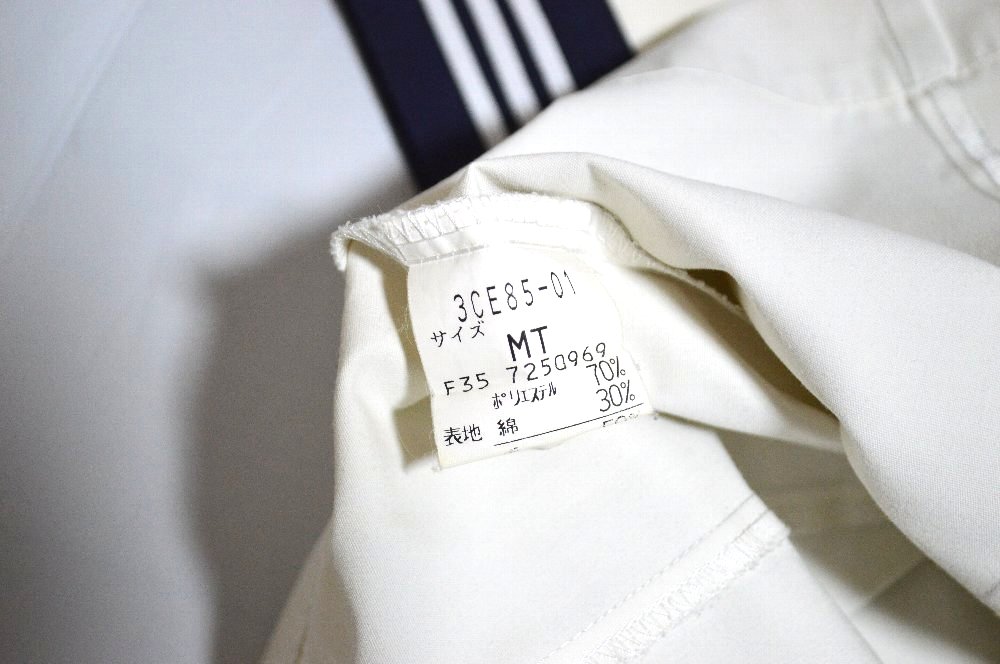 3CE85-01
サイズ
MT
F35 7250969
ポリエステル 70%
表地 綿 30%